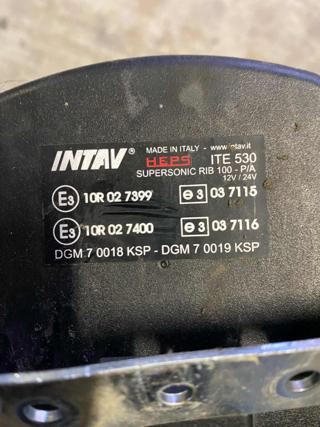 INTAV® MADE IN ITALY - www.intav.it
HEPS ITE 530
SUPERSONIC RIB 100 - P/A
12V / 24V
E3 10R 02 7399 e 3 03 7115
E3 10R 02 7400 e 3 03 7116
DGM 7 0018 KSP - DGM 7 0019 KSP